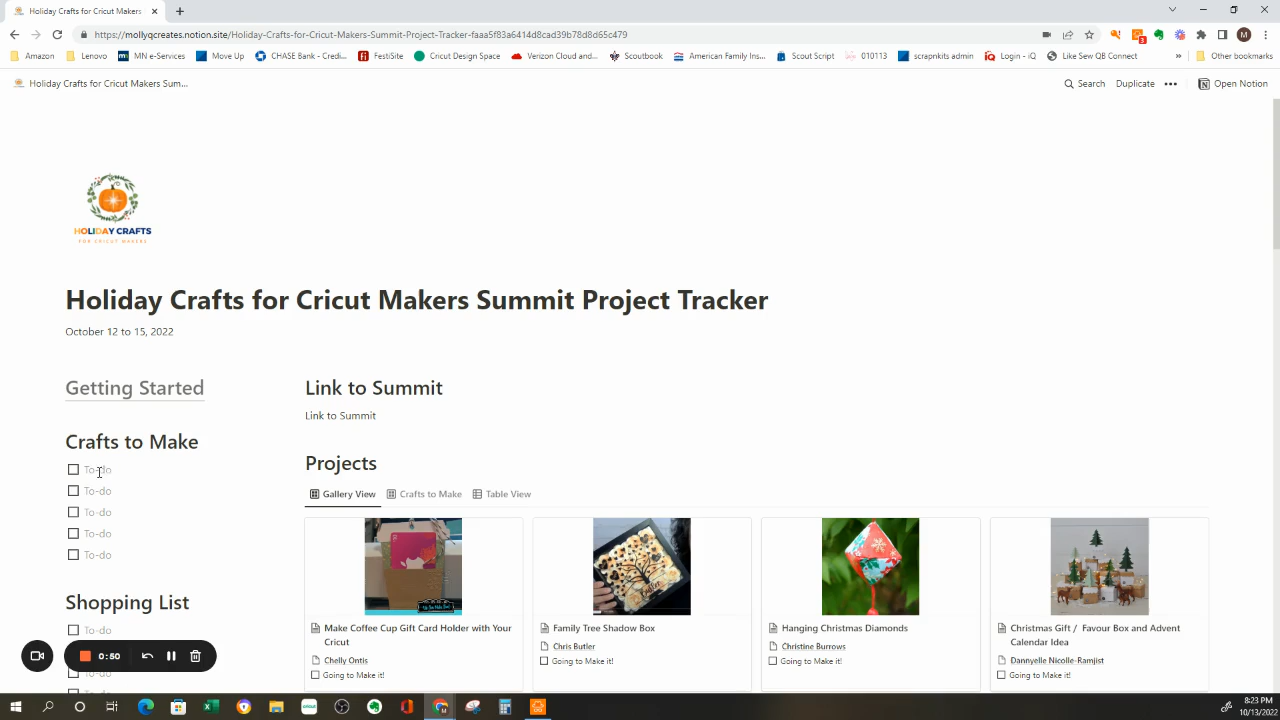 Holiday Crafts for Cricut Makers
https://mollyqcreates.notion.site/Holiday-Crafts-for-Cricut-Makers-Summit-Project-Tracker-faaa5f83a6414d8cad39b78d8d65c479
Amazon Lenovo MN e-Services Move Up CHASE Bank - Credi... FestiSite Cricut Design Space Verizon Cloud and... Scoutbook American Family Ins... Scout Script 010113 scrapnkits admin Login - iQ Like Sew QB Connect » Other bookmarks
Holiday Crafts for Cricut Makers Sum... Search Duplicate ••• Open Notion
HOLIDAY CRAFTS
FOR CRICUT MAKERS
Holiday Crafts for Cricut Makers Summit Project Tracker
October 12 to 15, 2022
Getting Started
Link to Summit
Link to Summit
Crafts to Make
To-do
To-do
To-do
To-do
To-do
Shopping List
To-do
Projects
Gallery View Crafts to Make Table View
Make Coffee Cup Gift Card Holder with Your
Cricut
Chelly Ontis
Going to Make it!
Family Tree Shadow Box
Chris Butler
Going to Make it!
Hanging Christmas Diamonds
Christine Burrows
Going to Make it!
Christmas Gift / Favour Box and Advent
Calendar Idea
Dannyelle Nicolle-Ramjist
Going to Make it!
0:50
8:23 PM
10/13/2022